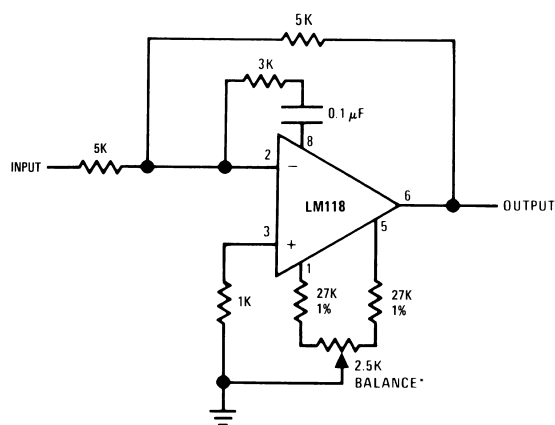 5K
3K
0.1 μF
8
5K
INPUT
2
−
LM118
6
OUTPUT
5
3
+
1
1K
27K
1%
27K
1%
2.5K
BALANCE*